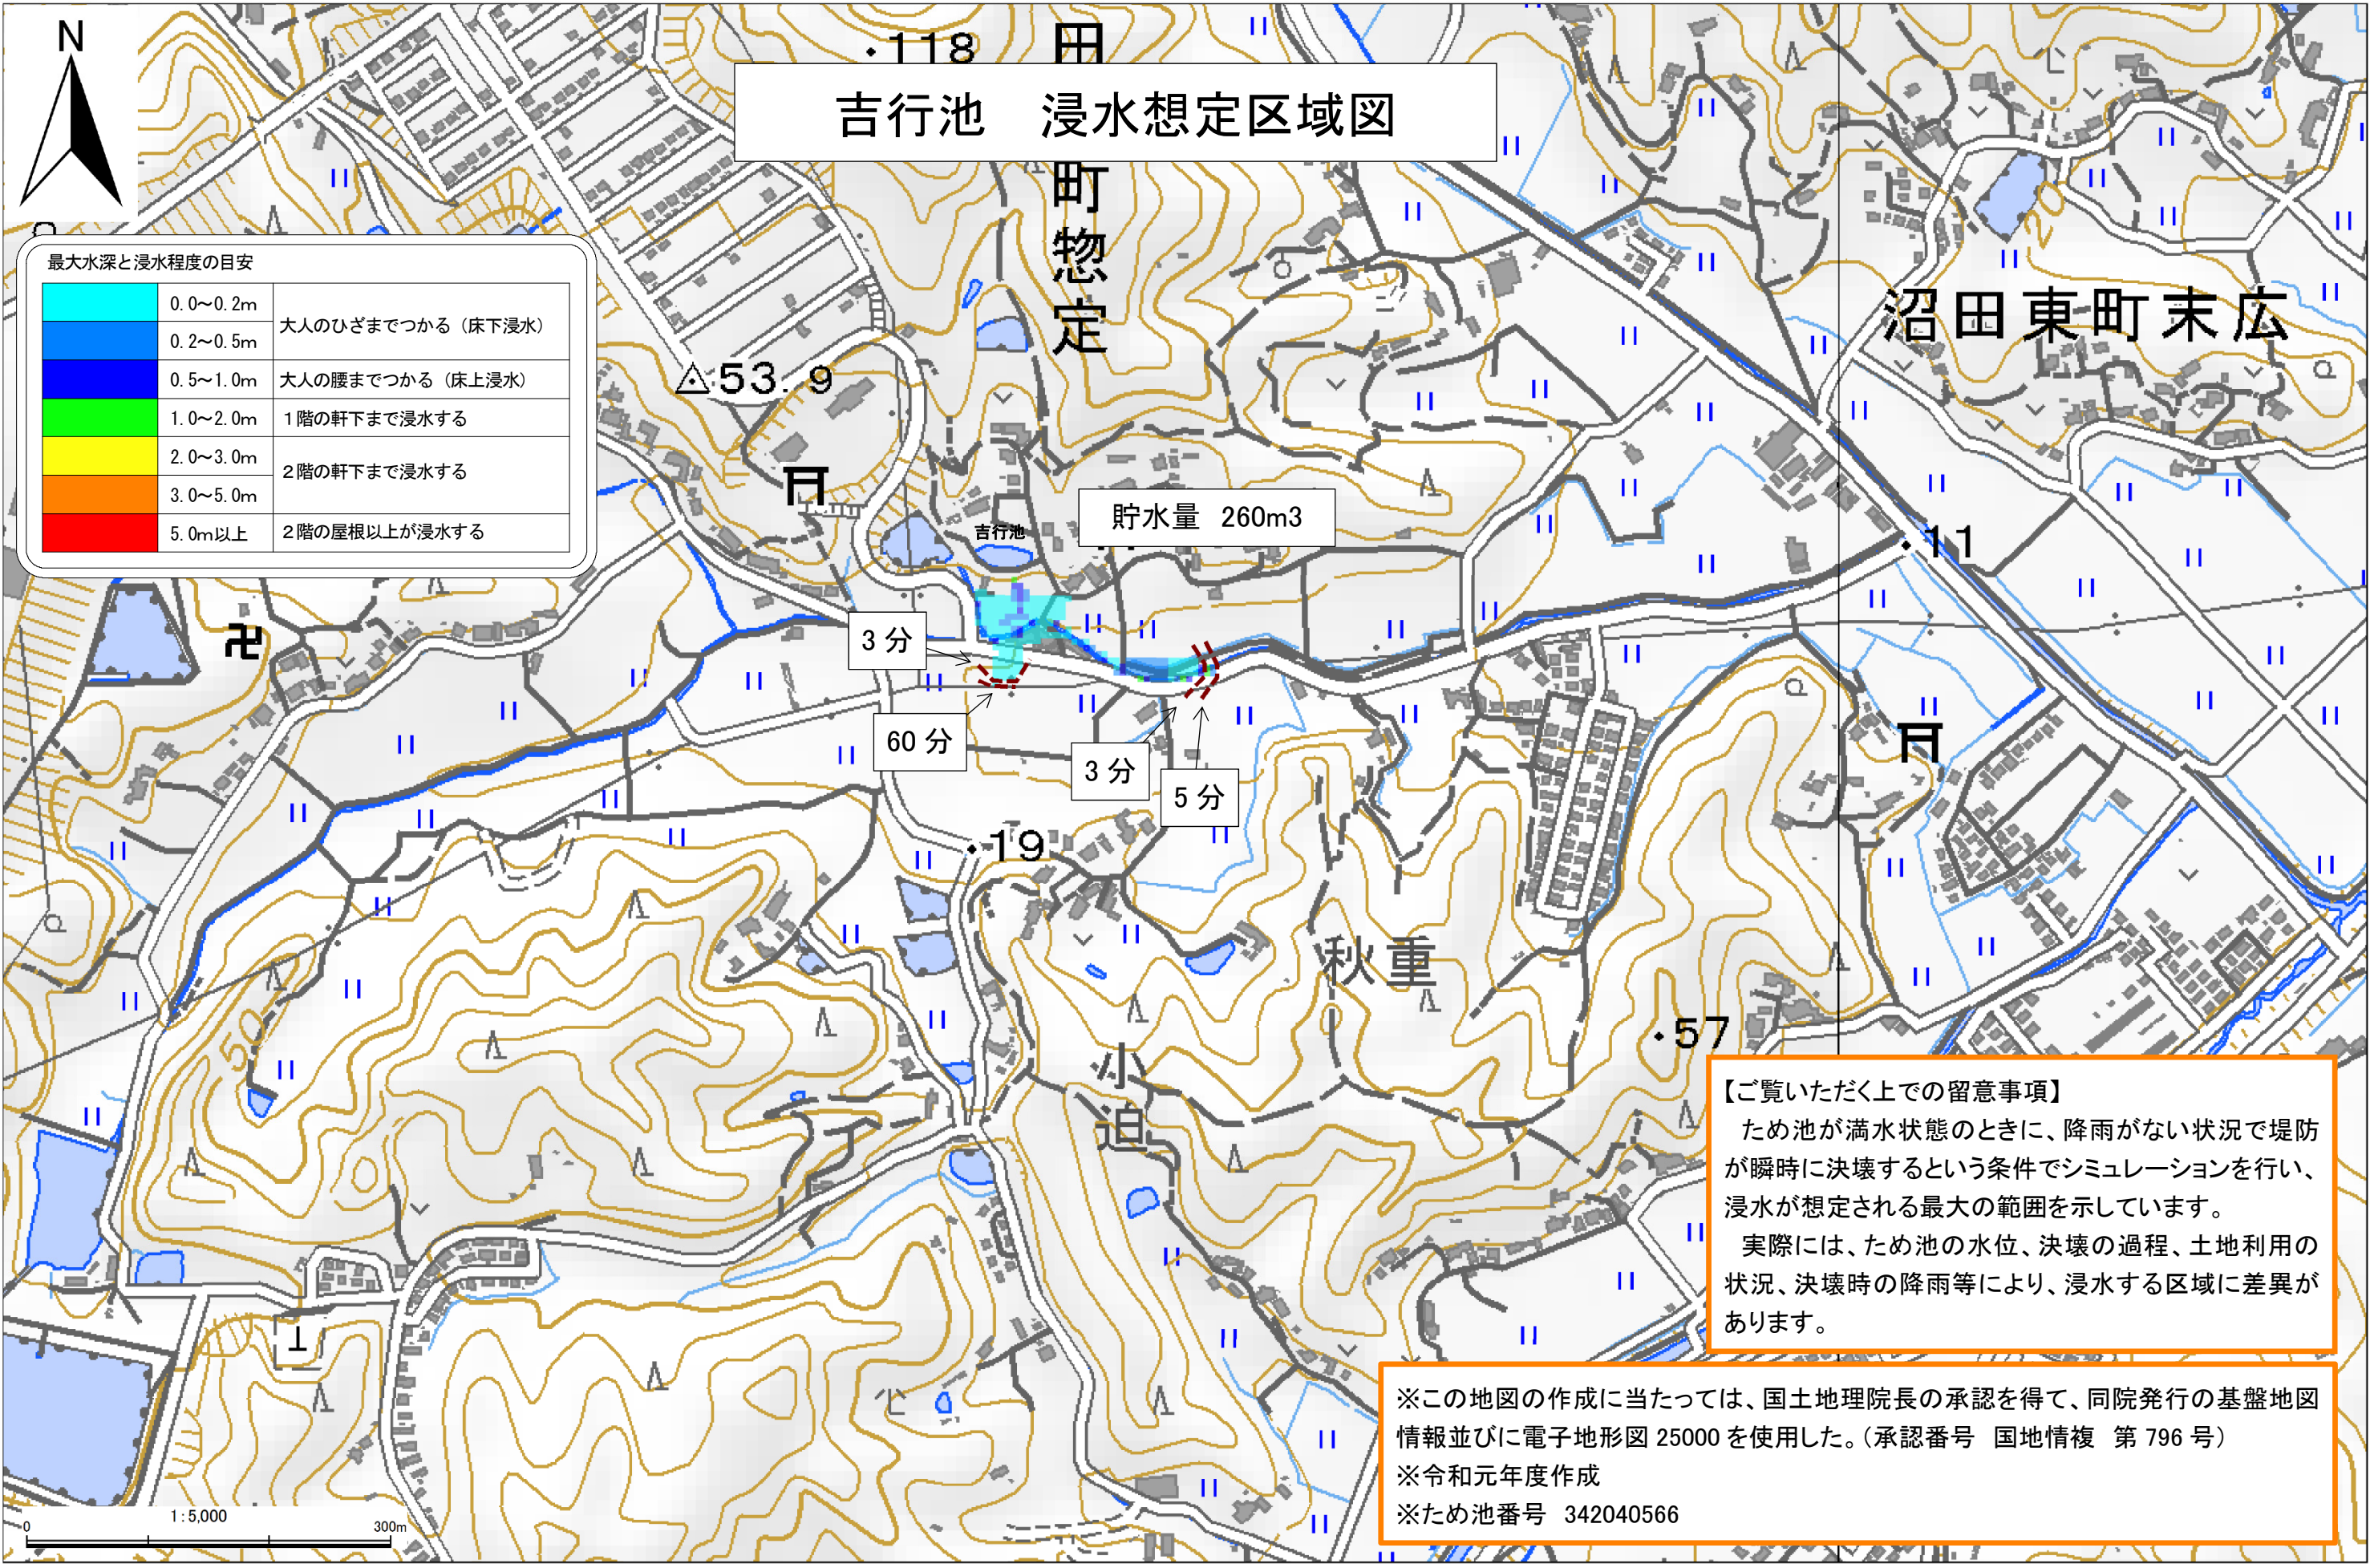 N
・118
田
町
惣
定
吉行池　浸水想定区域図
最大水深と浸水程度の目安
0.0～0.2m
大人のひざまでつかる（床下浸水）
0.2～0.5m
0.5～1.0m
大人の腰までつかる（床上浸水）
1.0～2.0m
１階の軒下まで浸水する
2.0～3.0m
２階の軒下まで浸水する
3.0～5.0m
5.0m以上
２階の屋根以上が浸水する
20
沼田東町末広
53.9
貯水量　260m3
吉行池
11
3 分
60 分
3 分
5 分
19
秋重
50
・57
小
迫
【ご覧いただく上での留意事項】
ため池が満水状態のときに、降雨がない状況で堤防
が瞬時に決壊するという条件でシミュレーションを行い、
浸水が想定される最大の範囲を示しています。
実際には、ため池の水位、決壊の過程、土地利用の
状況、決壊時の降雨等により、浸水する区域に差異が
あります。
※この地図の作成に当たっては、国土地理院長の承認を得て、同院発行の基盤地図
情報並びに電子地形図 25000 を使用した。（承認番号　国地情複　第 796 号）
※令和元年度作成
※ため池番号　342040566
1:5,000
0
300m